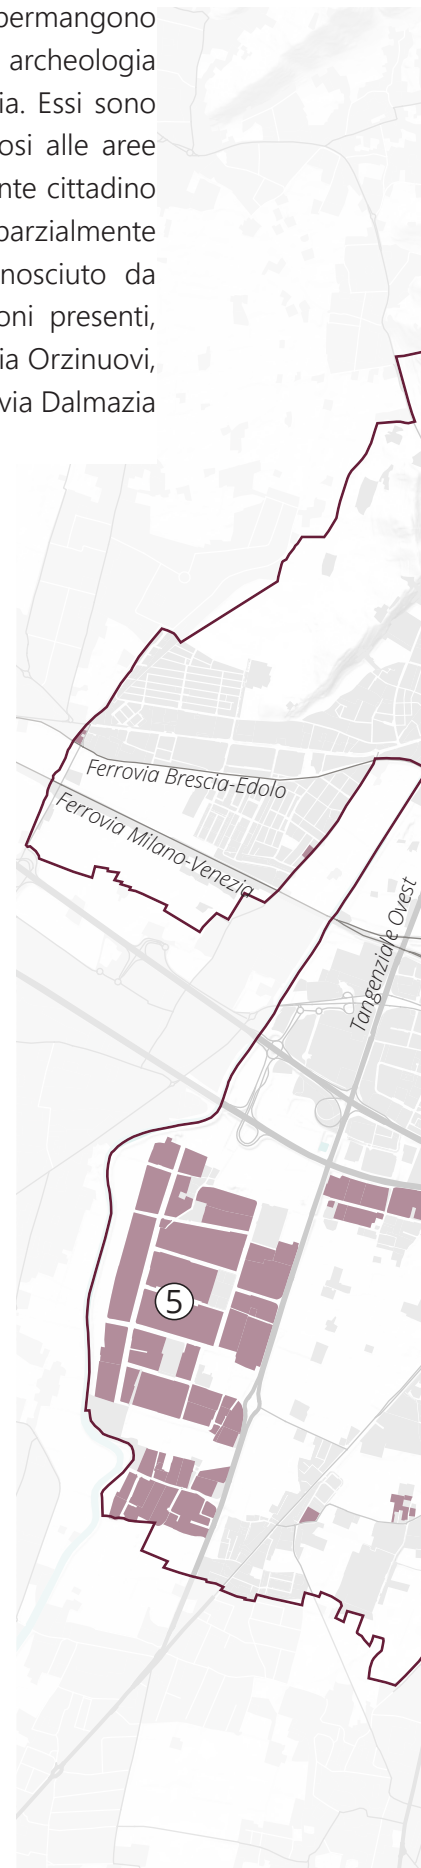 permangono
archeologia
ia. Essi sono
osi alle aree
nte cittadino
parzialmente
nosciuto da
oni presenti,
ia Orzinuovi,
via Dalmazia
Ferrovia Brescia-Edolo
Ferrovia Milano-Venezia
Tangenziale Ovest
5